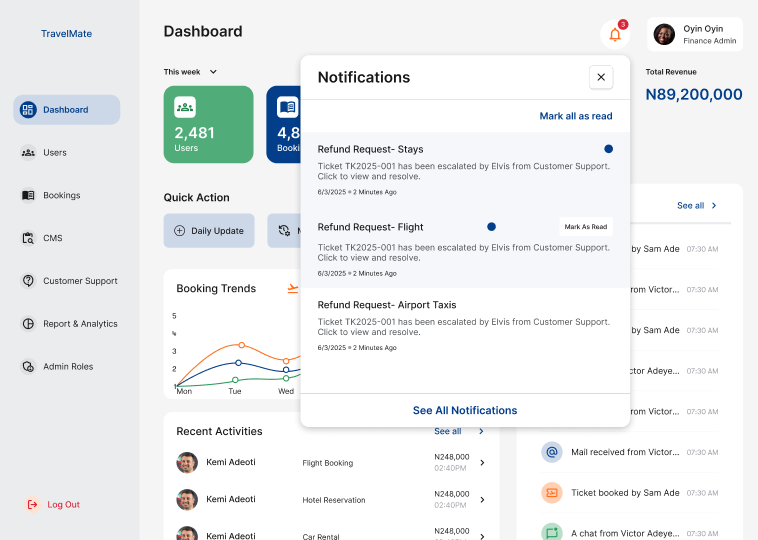 TravelMate
Dashboard
Users
Bookings
CMS
Customer Support
Report & Analytics
Admin Roles
Log Out
Dashboard
3
Oyin Oyin
Finance Admin
This week
2,481
Users
4,8
Booki
Total Revenue
N89,200,000
Quick Action
Daily Update
Booking Trends
5
3
2
1
Mon
Tue
Wed
Recent Activities
See all
Kemi Adeoti
Flight Booking
N248,000
02:40PM
Kemi Adeoti
Hotel Reservation
N248,000
02:40PM
Kemi Adeoti
Car Rental
N248,000
Notifications
Mark all as read
Refund Request- Stays
Ticket TK2025-001 has been escalated by Elvis from Customer Support.
Click to view and resolve.
6/3/2025 2 Minutes Ago
Refund Request- Flight
Mark As Read
Ticket TK2025-001 has been escalated by Elvis from Customer Support.
Click to view and resolve.
6/3/2025 2 Minutes Ago
Refund Request- Airport Taxis
Ticket TK2025-001 has been escalated by Elvis from Customer Support.
Click to view and resolve.
6/3/2025 2 Minutes Ago
See All Notifications
See all
by Sam Ade 07:30 AM
from Victor... 07:30 AM
by Sam Ade 07:30 AM
ctor Adeye... 07:30 AM
from Victor... 07:30 AM
Mail received from Victor... 07:30 AM
Ticket booked by Sam Ade 07:30 AM
A chat from Victor Adeye... 07:30 AM